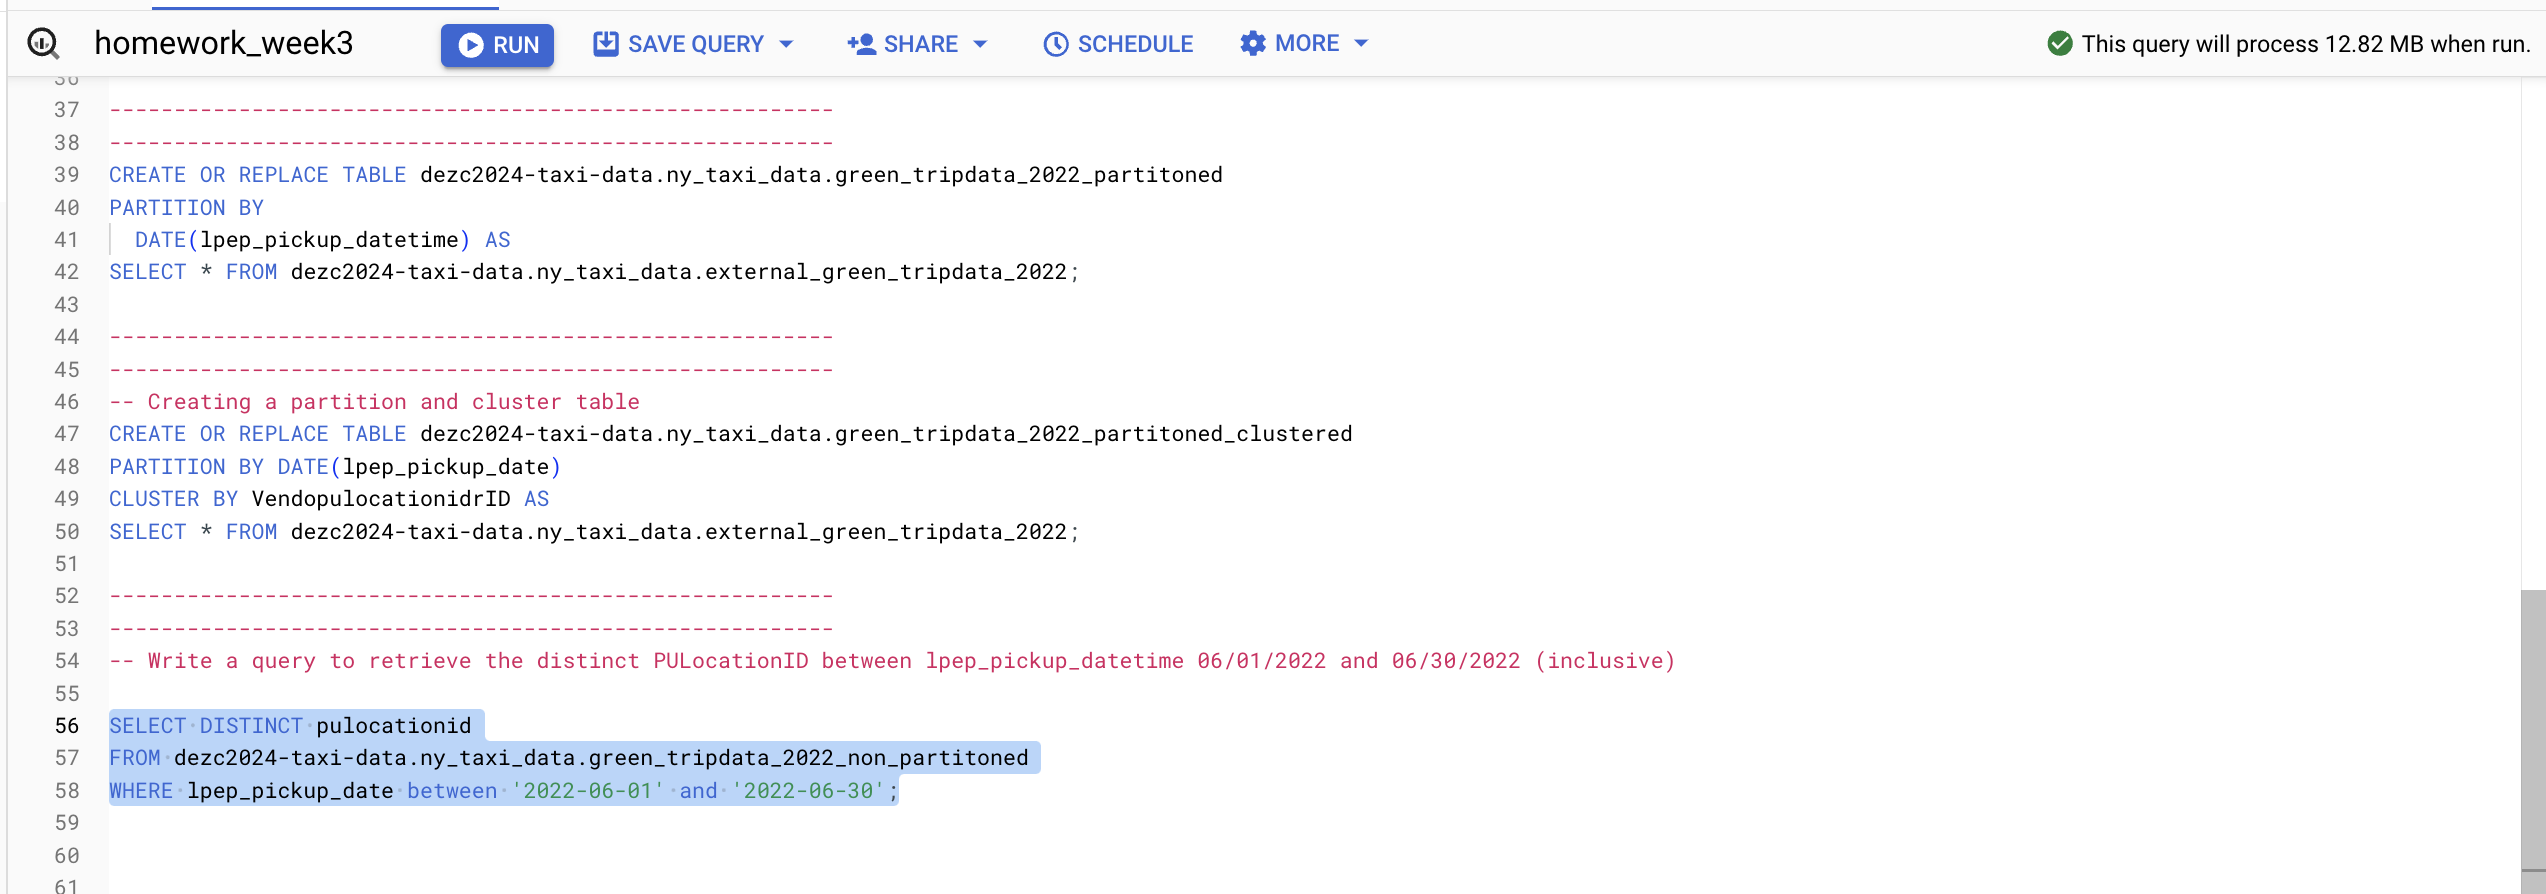 homework_week3 RUN SAVE QUERY SHARE SCHEDULE MORE This query will process 12.82 MB when run.
36
37 --------------------------------------------------------
38 --------------------------------------------------------
39 CREATE OR REPLACE TABLE dezc2024-taxi-data.ny_taxi_data.green_tripdata_2022_partitoned
40 PARTITION BY
41   DATE(lpep_pickup_datetime) AS
42 SELECT * FROM dezc2024-taxi-data.ny_taxi_data.external_green_tripdata_2022;
43
44 --------------------------------------------------------
45 --------------------------------------------------------
46 -- Creating a partition and cluster table
47 CREATE OR REPLACE TABLE dezc2024-taxi-data.ny_taxi_data.green_tripdata_2022_partitoned_clustered
48 PARTITION BY DATE(lpep_pickup_date)
49 CLUSTER BY VendopulocationidrID AS
50 SELECT * FROM dezc2024-taxi-data.ny_taxi_data.external_green_tripdata_2022;
51
52 --------------------------------------------------------
53 --------------------------------------------------------
54 -- Write a query to retrieve the distinct PULocationID between lpep_pickup_datetime 06/01/2022 and 06/30/2022 (inclusive)
55
56 SELECT DISTINCT pulocationid
57 FROM dezc2024-taxi-data.ny_taxi_data.green_tripdata_2022_non_partitoned
58 WHERE lpep_pickup_date between '2022-06-01' and '2022-06-30';
59
60
61